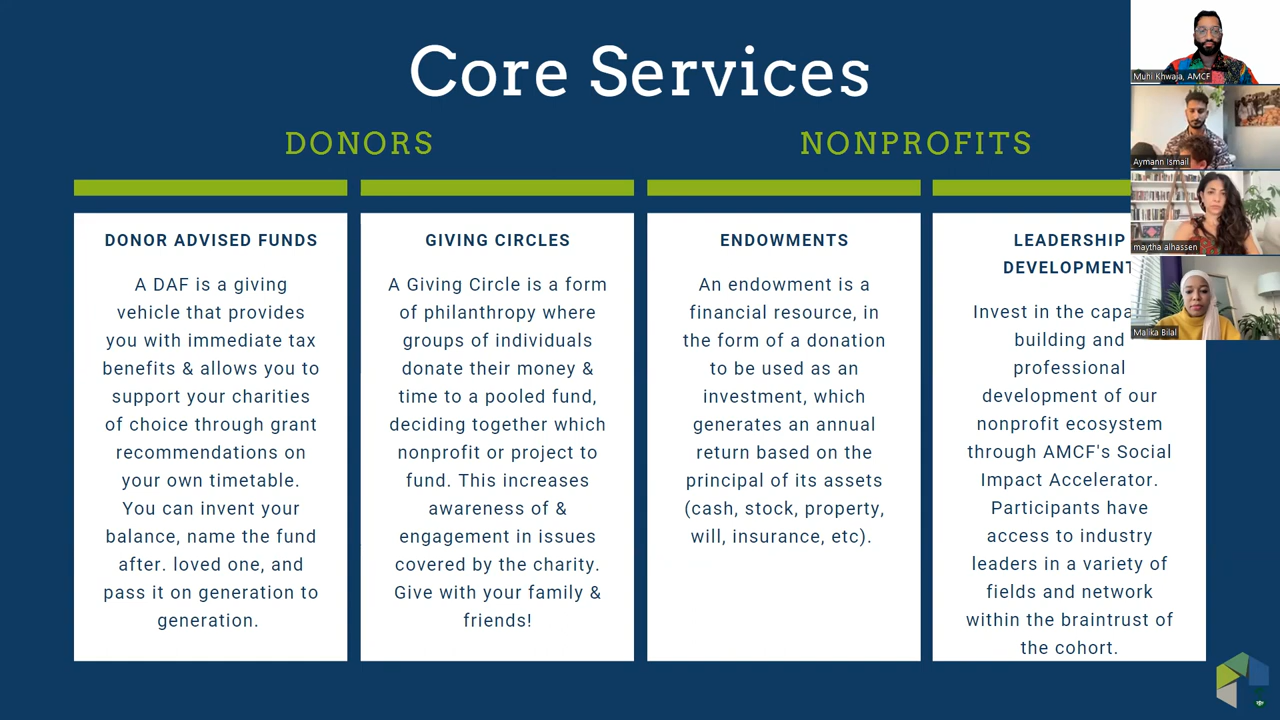 Core Services
DONORS
NONPROFITS
DONOR ADVISED FUNDS
A DAF is a giving
vehicle that provides
you with immediate tax
benefits & allows you to
support your charities
of choice through grant
recommendations on
your own timetable.
You can invent your
balance, name the fund
after. loved one, and
pass it on generation to
generation.
GIVING CIRCLES
A Giving Circle is a form
of philanthropy where
groups of individuals
donate their money &
time to a pooled fund,
deciding together which
nonprofit or project to
fund. This increases
awareness of &
engagement in issues
covered by the charity.
Give with your family &
friends!
ENDOWMENTS
An endowment is a
financial resource, in
the form of a donation
to be used as an
investment, which
generates an annual
return based on the
principal of its assets
(cash, stock, property,
will, insurance, etc).
LEADERSHIP
DEVELOPMENT
Invest in the capa
building and
professional
development of our
nonprofit ecosystem
through AMCF's Social
Impact Accelerator.
Participants have
access to industry
leaders in a variety of
fields and network
within the braintrust of
the cohort.
Muhi Khwaja, AMCF
Aymann Ismail
maytha alhassen
Malika Bilal